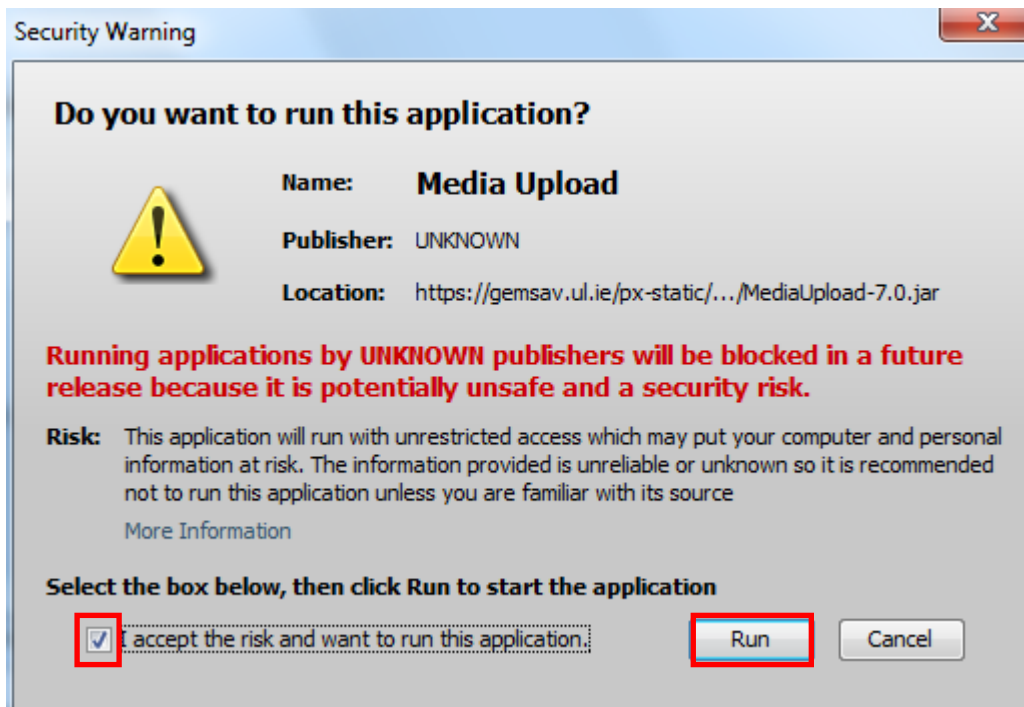 Security Warning
Do you want to run this application?
Name: Media Upload
Publisher: UNKNOWN
Location: https://gemsav.ul.ie/px-static/.../MediaUpload-7.0.jar
Running applications by UNKNOWN publishers will be blocked in a future
release because it is potentially unsafe and a security risk.
Risk: This application will run with unrestricted access which may put your computer and personal
information at risk. The information provided is unreliable or unknown so it is recommended
not to run this application unless you are familiar with its source
More Information
Select the box below, then click Run to start the application
I accept the risk and want to run this application. Run Cancel